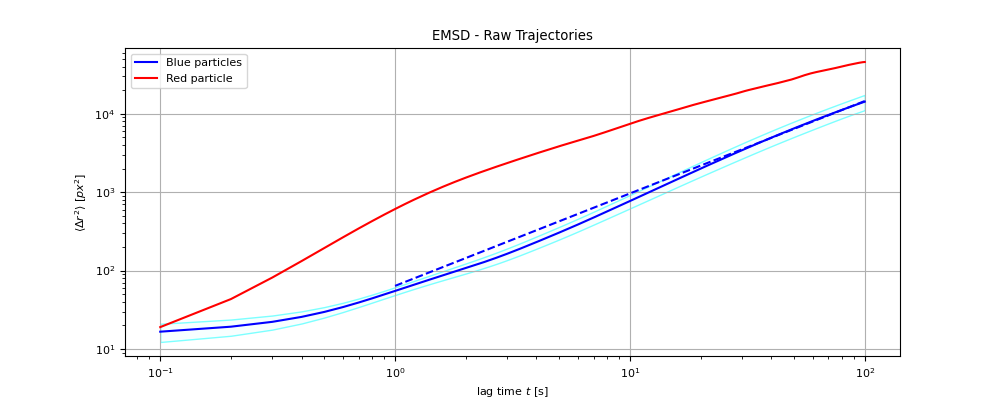 EMSD - Raw Trajectories
Blue particles
Red particle
⟨Δr²⟩ [px²]
10⁴
10³
10²
10¹
10⁻¹
10⁰
10¹
10²
lag time t [s]